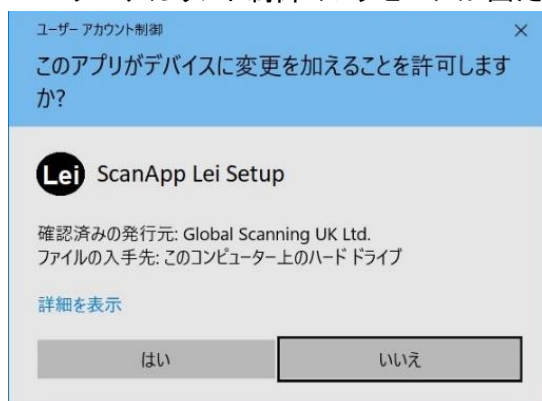 ユーザー アカウント制御
このアプリがデバイスに変更を加えることを許可します
か?
Lei ScanApp Lei Setup
確認済みの発行元: Global Scanning UK Ltd.
ファイルの入手先: このコンピューター上のハード ドライブ
詳細を表示
はい
いいえ